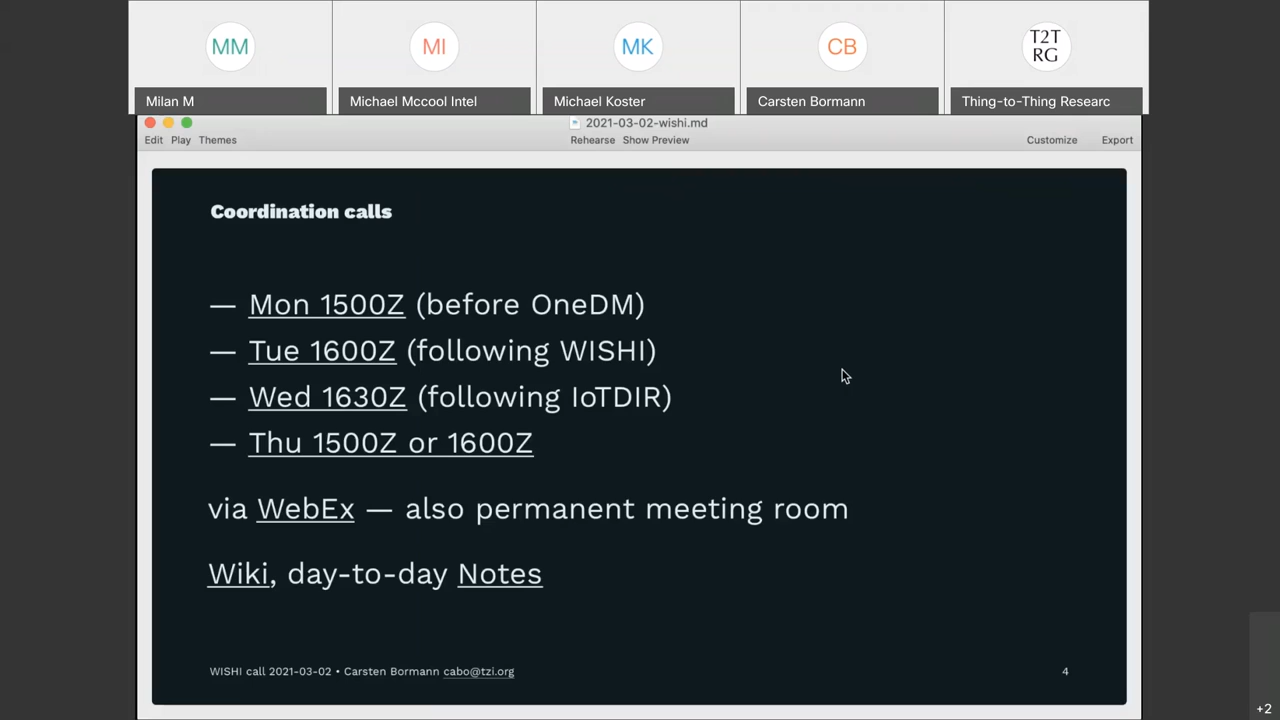 MM
MI
MK
CB
T2T
RG
Milan M
Michael Mccool Intel
Michael Koster
Carsten Bormann
Thing-to-Thing Researc
2021-03-02-wishi.md
Edit Play Themes
Rehearse Show Preview
Customize Export
Coordination calls
— Mon 1500Z (before OneDM)
— Tue 1600Z (following WISHI)
— Wed 1630Z (following IoTDIR)
— Thu 1500Z or 1600Z
via WebEx — also permanent meeting room
Wiki, day-to-day Notes
WISHI call 2021-03-02 • Carsten Bormann cabo@tzi.org
4
+2